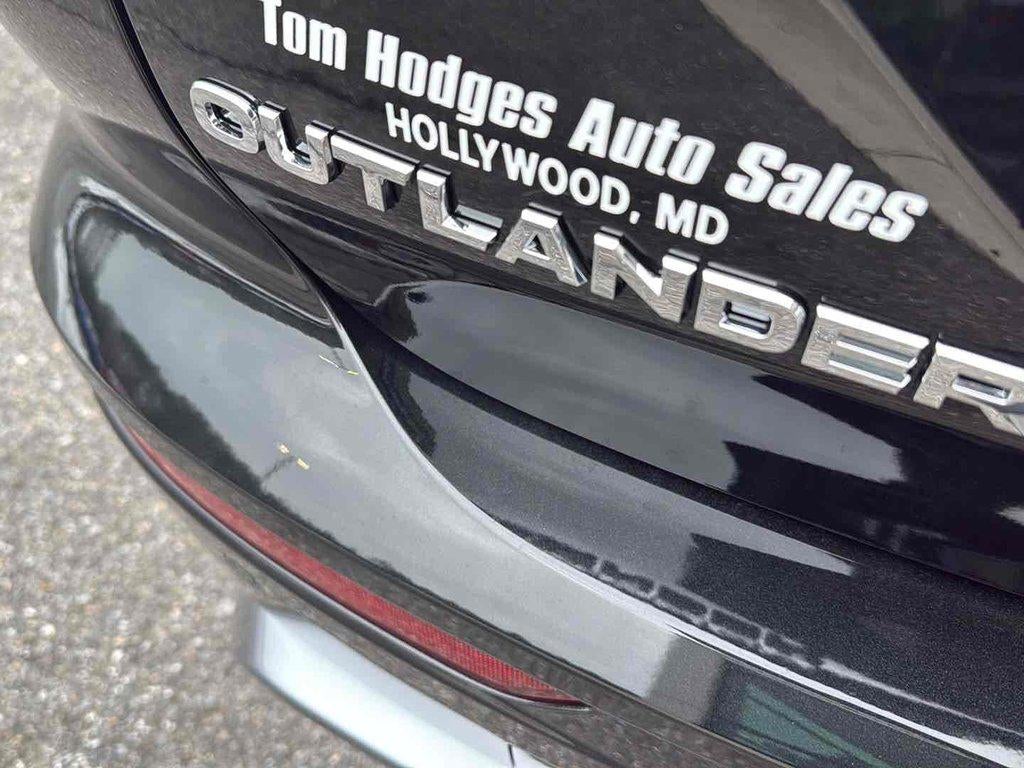 Tom Hodges Auto Sales
HOLLYWOOD, MD
OUTLANDER